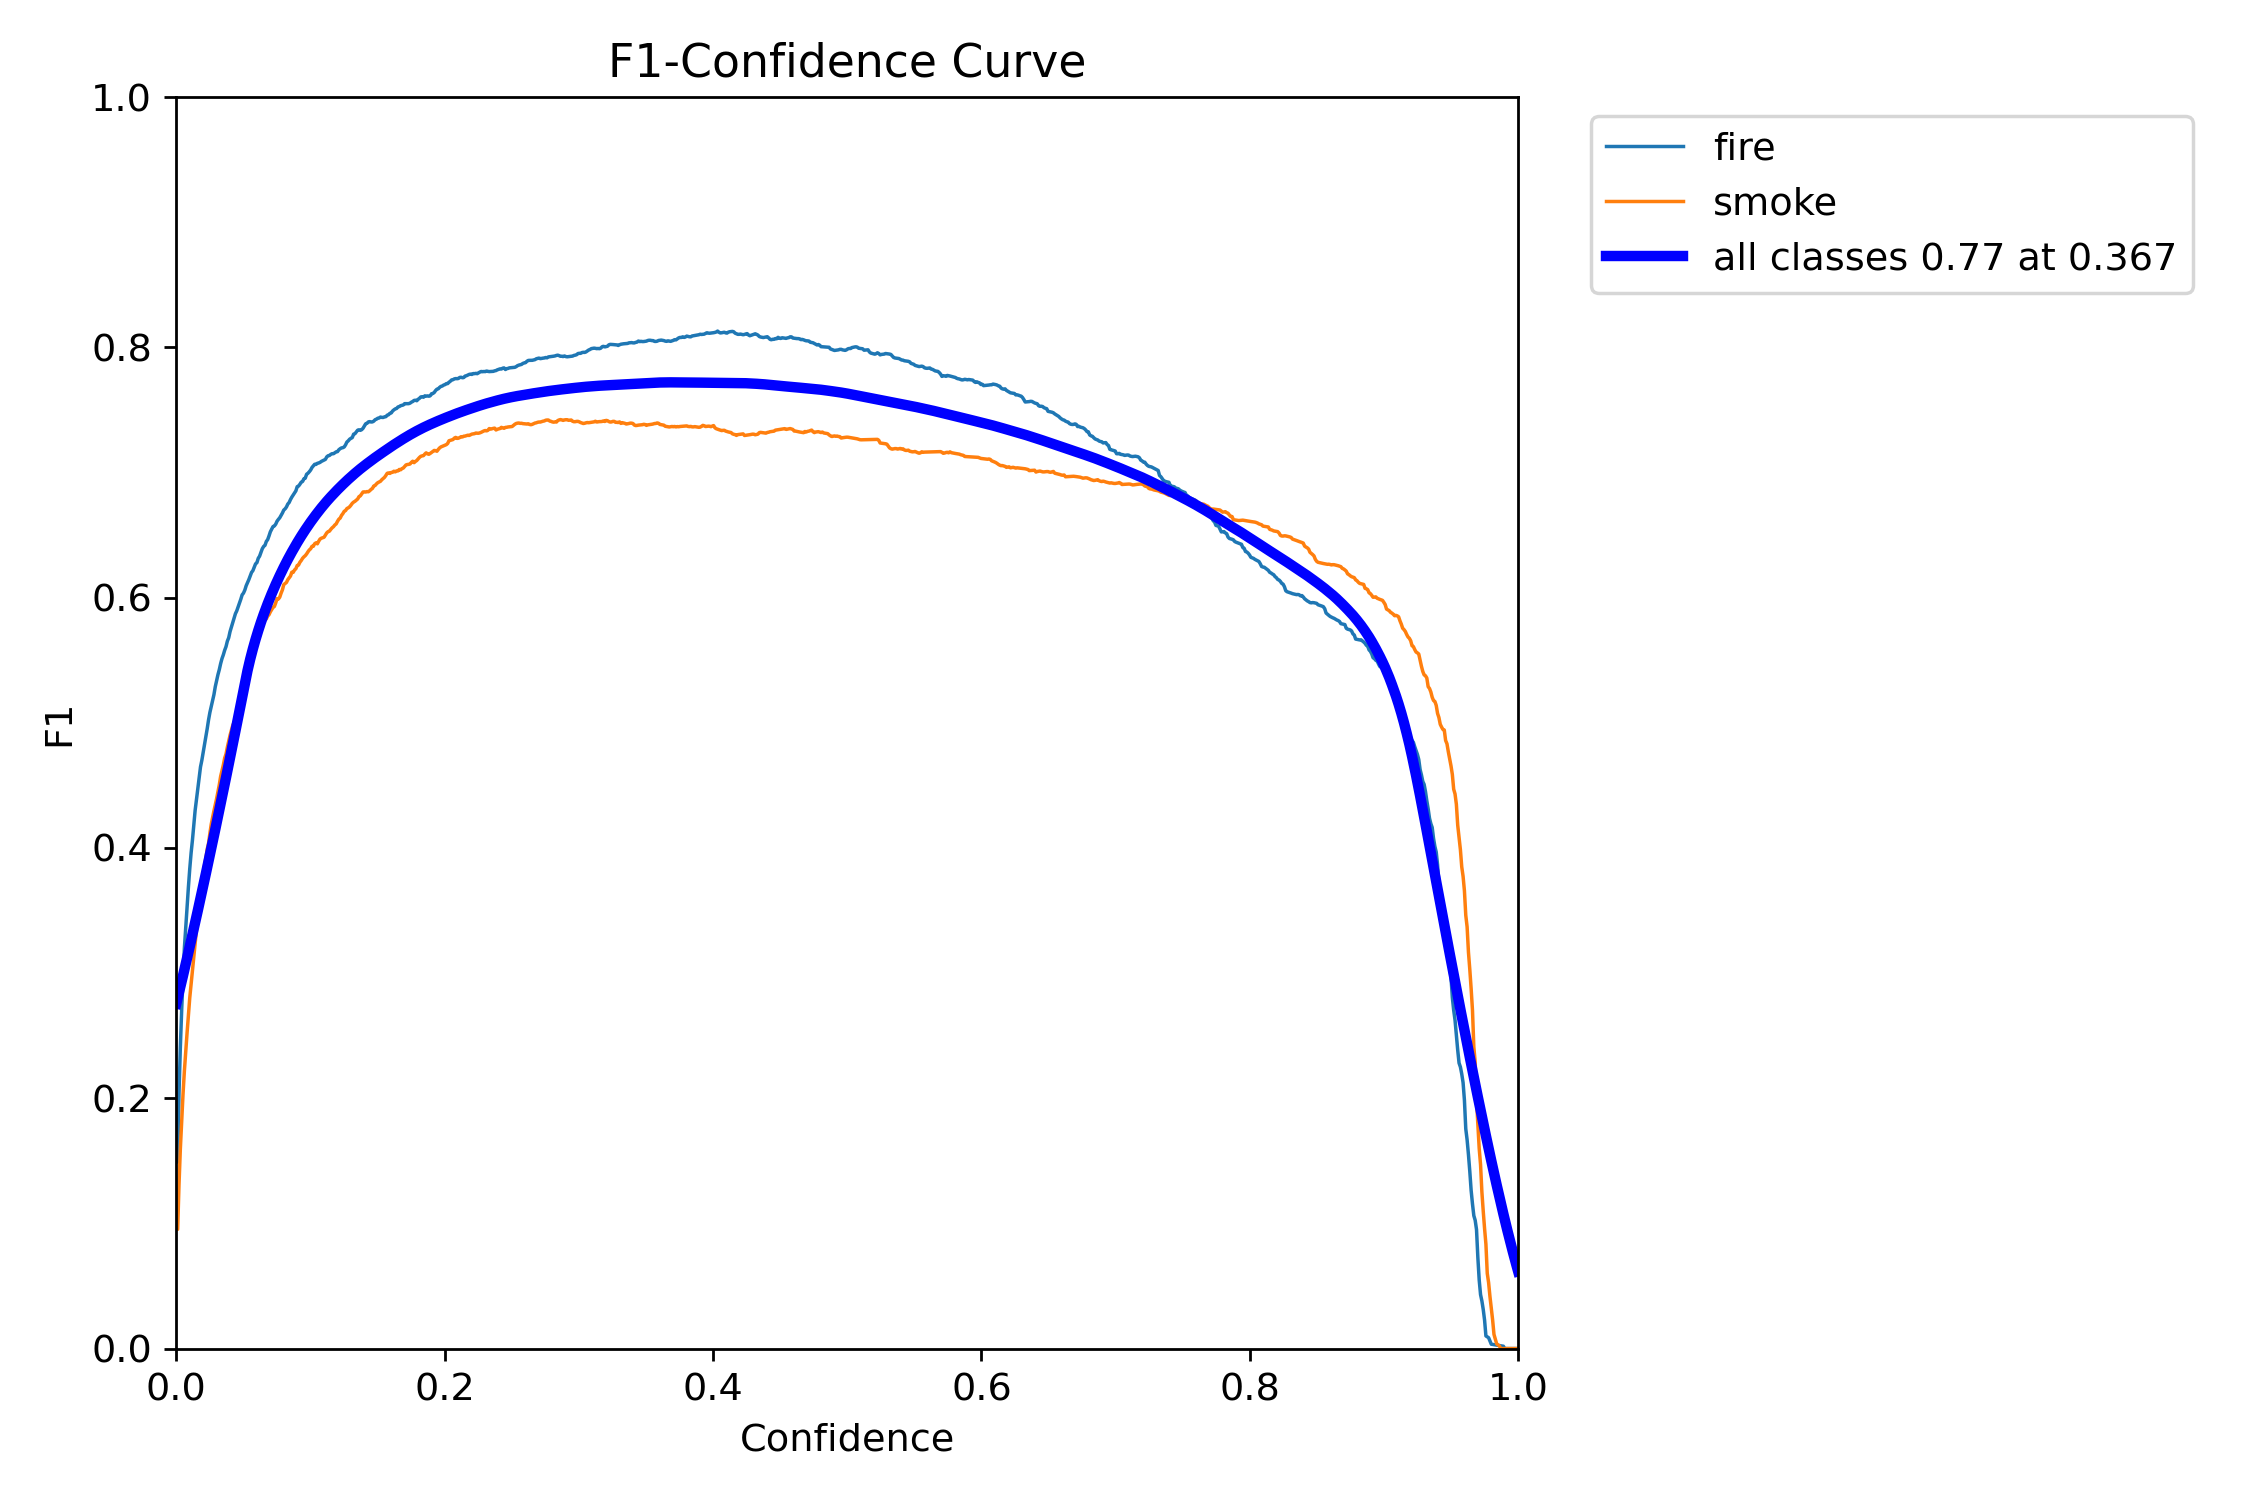 F1-Confidence Curve
1.0
0.8
0.6
0.4
0.2
0.0
F1
0.0 0.2 0.4 0.6 0.8 1.0
Confidence
fire
smoke
all classes 0.77 at 0.367